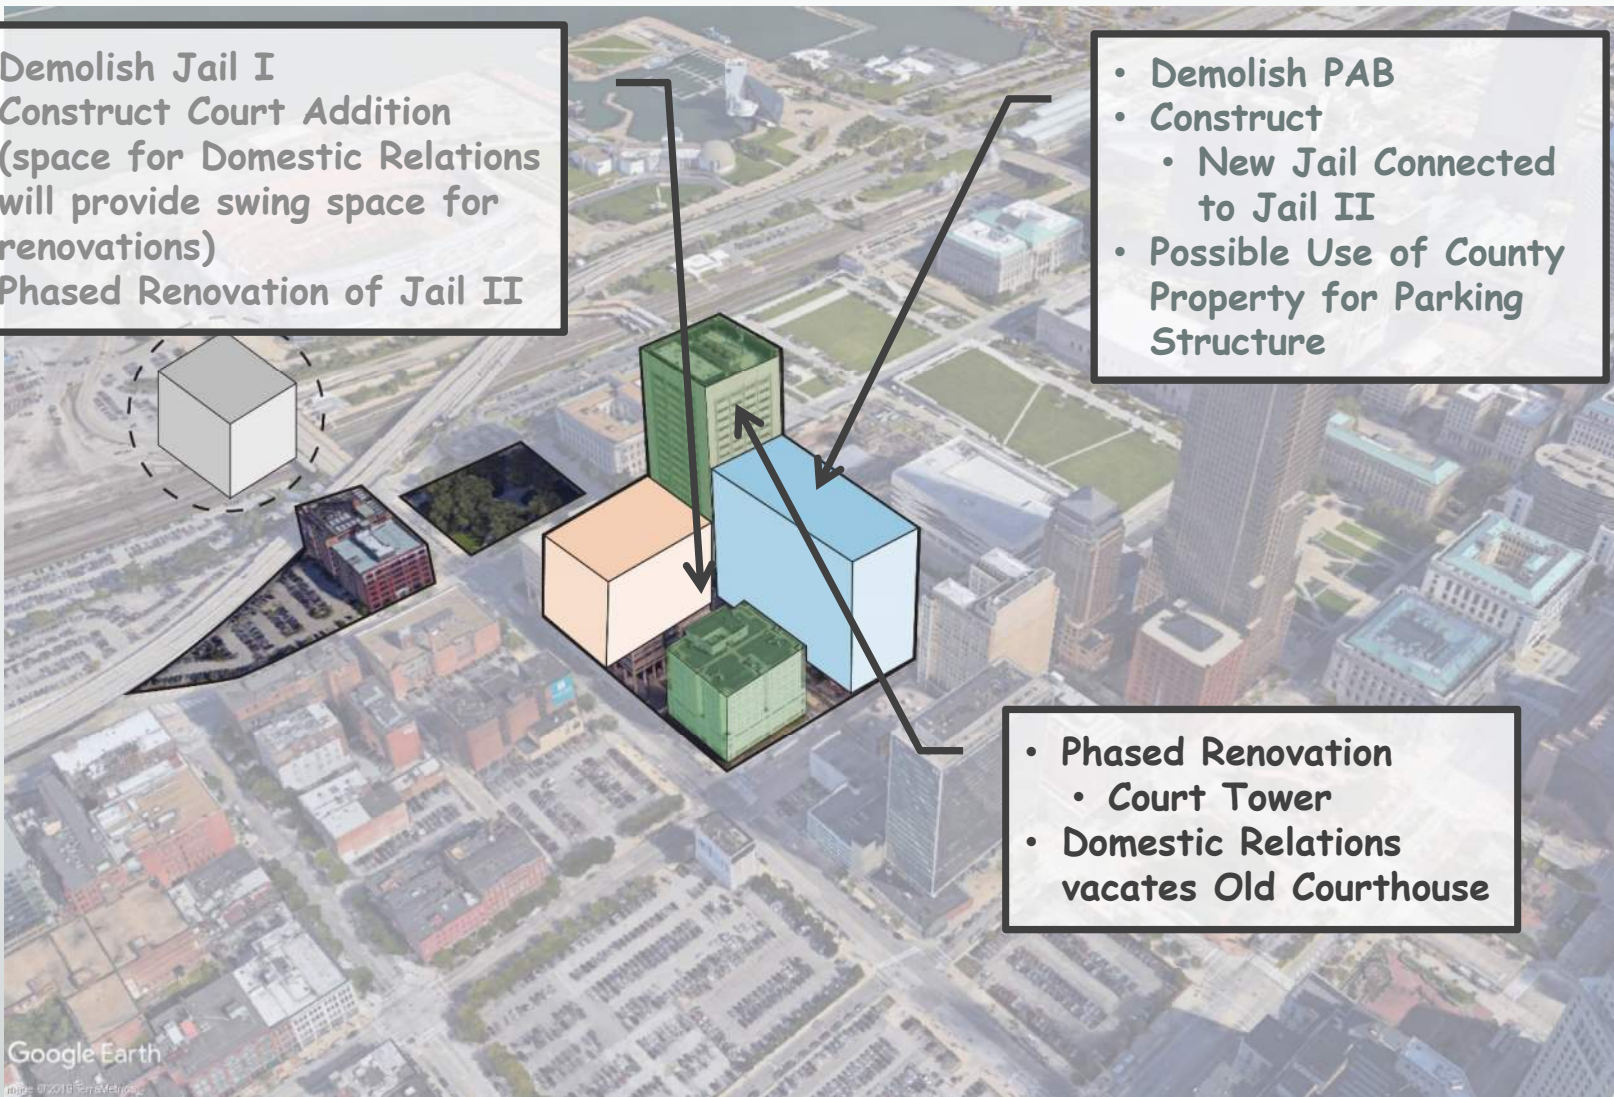 Demolish Jail I
Construct Court Addition
(space for Domestic Relations
will provide swing space for
renovations)
Phased Renovation of Jail II
• Demolish PAB
• Construct
• New Jail Connected
to Jail II
• Possible Use of County
Property for Parking
Structure
• Phased Renovation
• Court Tower
• Domestic Relations
vacates Old Courthouse
Google Earth